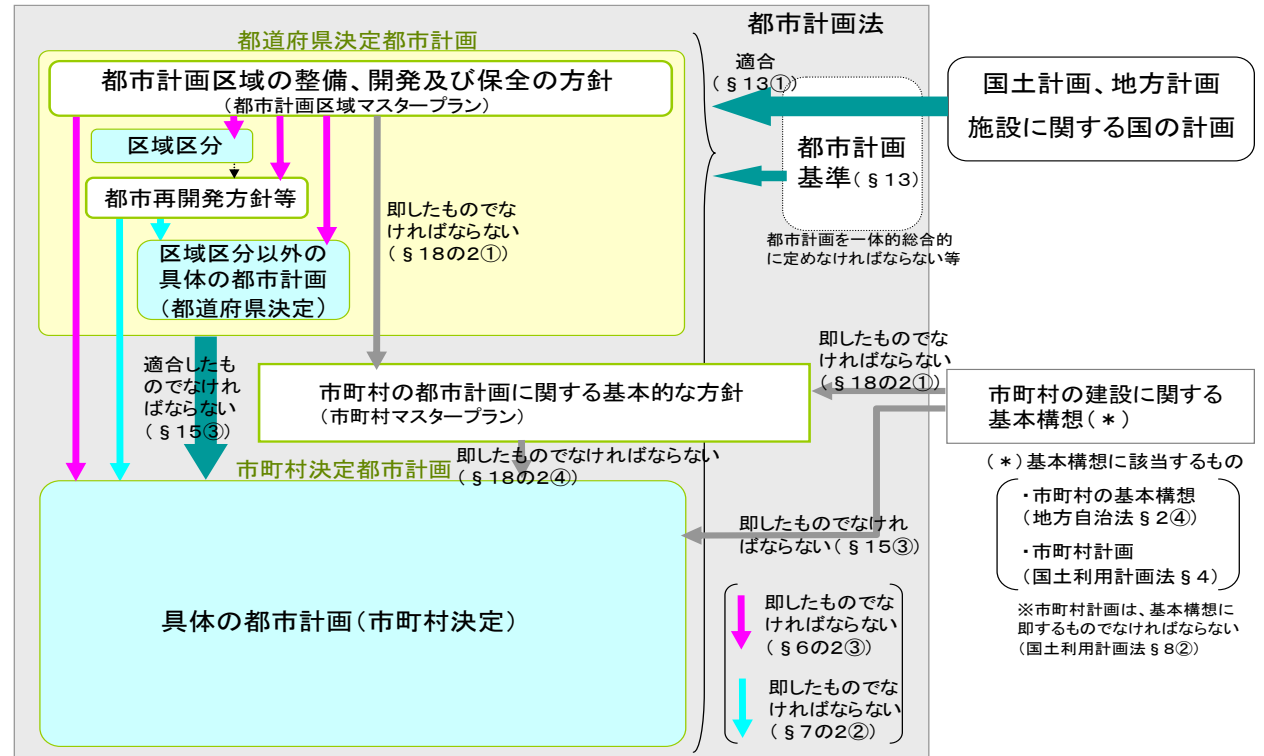 都市計画法
都道府県決定都市計画
都市計画区域の整備、開発及び保全の方針
(都市計画区域マスタープラン)
区域区分
都市再開発方針等
区域区分以外の
具体の都市計画
(都道府県決定)
即したものでな
ければならない
(§18の2①)
適合
(§13①)
都市計画
基準(§13)
都市計画を一体的総合的
に定めなければならない等
国土計画、地方計画
施設に関する国の計画
適合したも
のでなけれ
ばならない
(§15③)
市町村の都市計画に関する基本的な方針
(市町村マスタープラン)
即したものでな
ければならない
(§18の2①)
市町村の建設に関する
基本構想(*)
(*)基本構想に該当するもの
・市町村の基本構想
(地方自治法§2④)
・市町村計画
(国土利用計画法§4)
※市町村計画は、基本構想に
即するものでなければならない
(国土利用計画法§8②)
即したものでなければならない
(§18の2④)
市町村決定都市計画
具体の都市計画(市町村決定)
即したものでなけれ
ばならない(§15③)
即したものでな
ければならない
(§6の2③)
即したものでな
ければならない
(§7の2②)